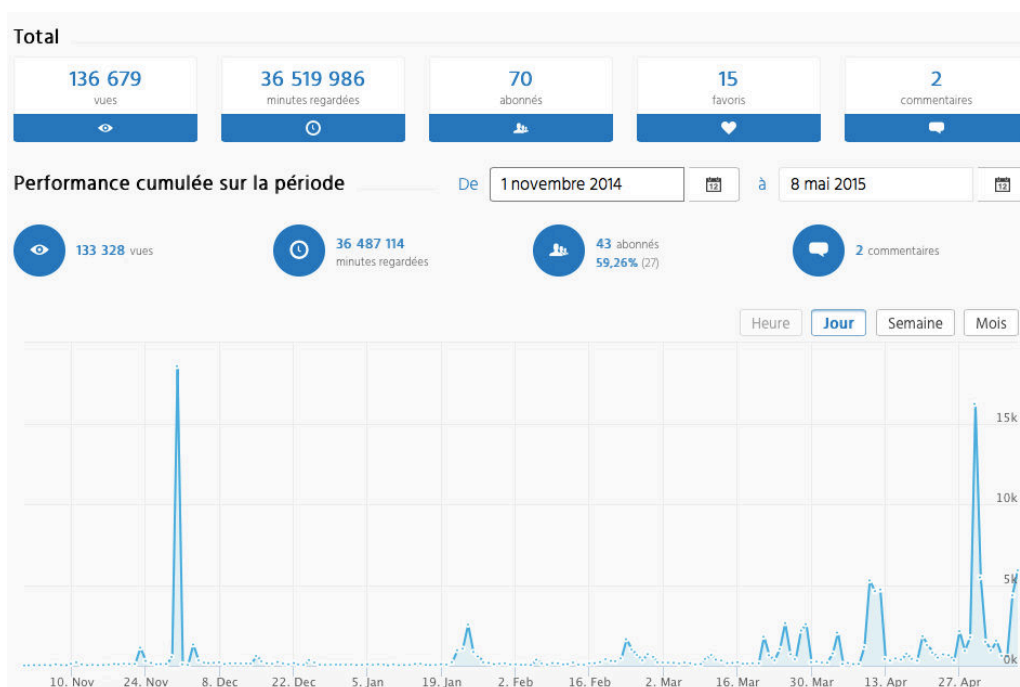 Total
136 679 36 519 986 70 15 2
vues minutes regardées abonnés favoris commentaires
Performance cumulée sur la période De 1 novembre 2014 12 à 8 mai 2015 12
133 328 vues 36 487 114 minutes regardées 43 abonnés 59,26% (27) 2 commentaires
Heure Jour Semaine Mois
15k
10k
5k
0k
10. Nov 24. Nov 8. Dec 22. Dec 5. Jan 19. Jan 2. Feb 16. Feb 2. Mar 16. Mar 30. Mar 13. Apr 27. Apr